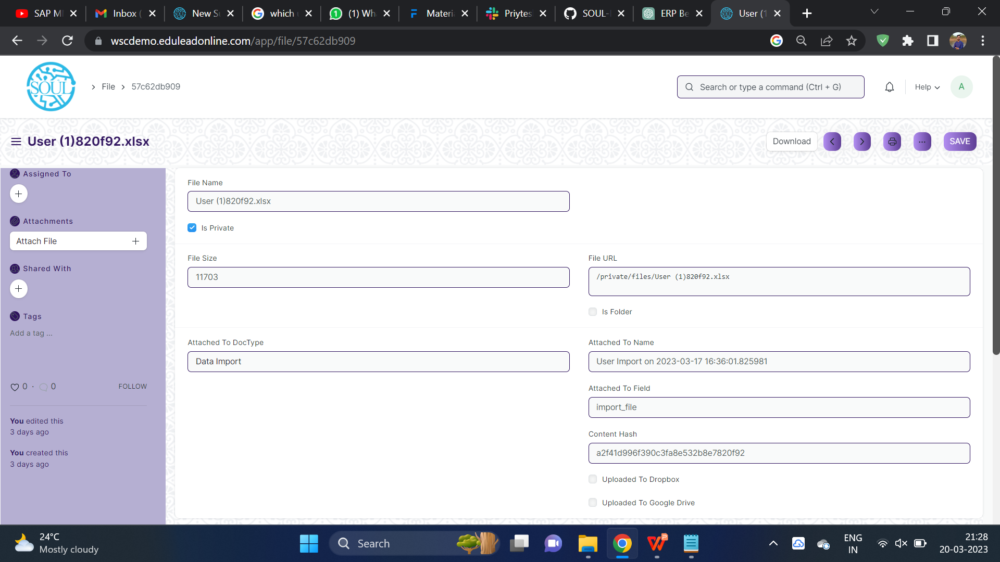 SAP MI
Inbox (
New Su
which
(1) Wh
Materia
Priytes
SOUL-
ERP Be
User (1
wscdemo.eduleadonline.com/app/file/57c62db909
SOUL
File
57c62db909
Search or type a command (Ctrl + G)
Help
A
User (1)820f92.xlsx
Download
SAVE
Assigned To
Attachments
Attach File
Shared With
Tags
Add a tag ...
0 · 0
FOLLOW
You edited this
3 days ago
You created this
3 days ago
File Name
User (1)820f92.xlsx
Is Private
File Size
11703
File URL
/private/files/User (1)820f92.xlsx
Is Folder
Attached To DocType
Data Import
Attached To Name
User Import on 2023-03-17 16:36:01.825981
Attached To Field
import_file
Content Hash
a2f41d996f390c3fa8e532b8e7820f92
Uploaded To Dropbox
Uploaded To Google Drive
24°C
Mostly cloudy
Search
ENG
IN
21:28
20-03-2023